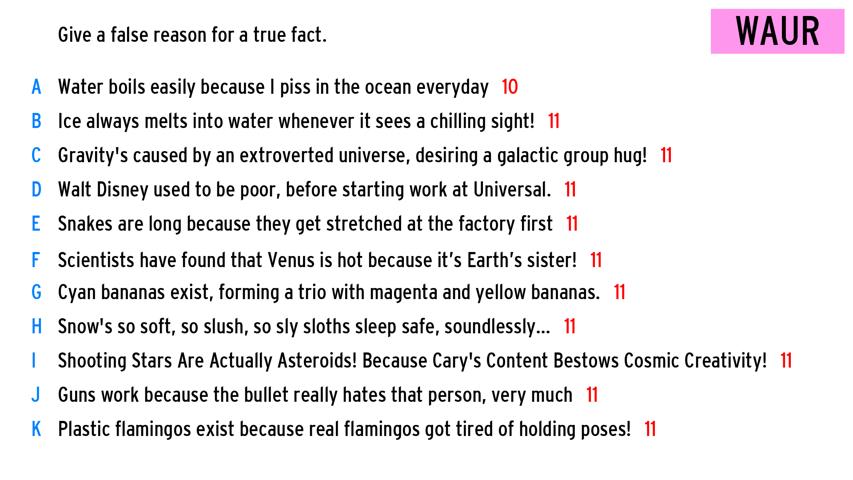 Give a false reason for a true fact.
WAUR
A Water boils easily because I piss in the ocean everyday 10
B Ice always melts into water whenever it sees a chilling sight! 11
C Gravity's caused by an extroverted universe, desiring a galactic group hug! 11
D Walt Disney used to be poor, before starting work at Universal. 11
E Snakes are long because they get stretched at the factory first 11
F Scientists have found that Venus is hot because it’s Earth’s sister! 11
G Cyan bananas exist, forming a trio with magenta and yellow bananas. 11
H Snow's so soft, so slush, so sly sloths sleep safe, soundlessly... 11
I Shooting Stars Are Actually Asteroids! Because Cary's Content Bestows Cosmic Creativity! 11
J Guns work because the bullet really hates that person, very much 11
K Plastic flamingos exist because real flamingos got tired of holding poses! 11